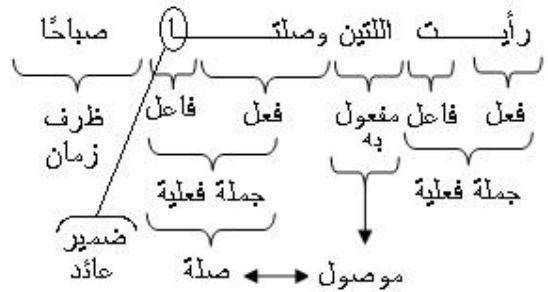 رأيـــت اللتين وصلتـــــا صباحًا
فعل فاعل مفعول به فعل فاعل ظرف زمان
جملة فعلية جملة فعلية
موصول صلة ضمير عائد